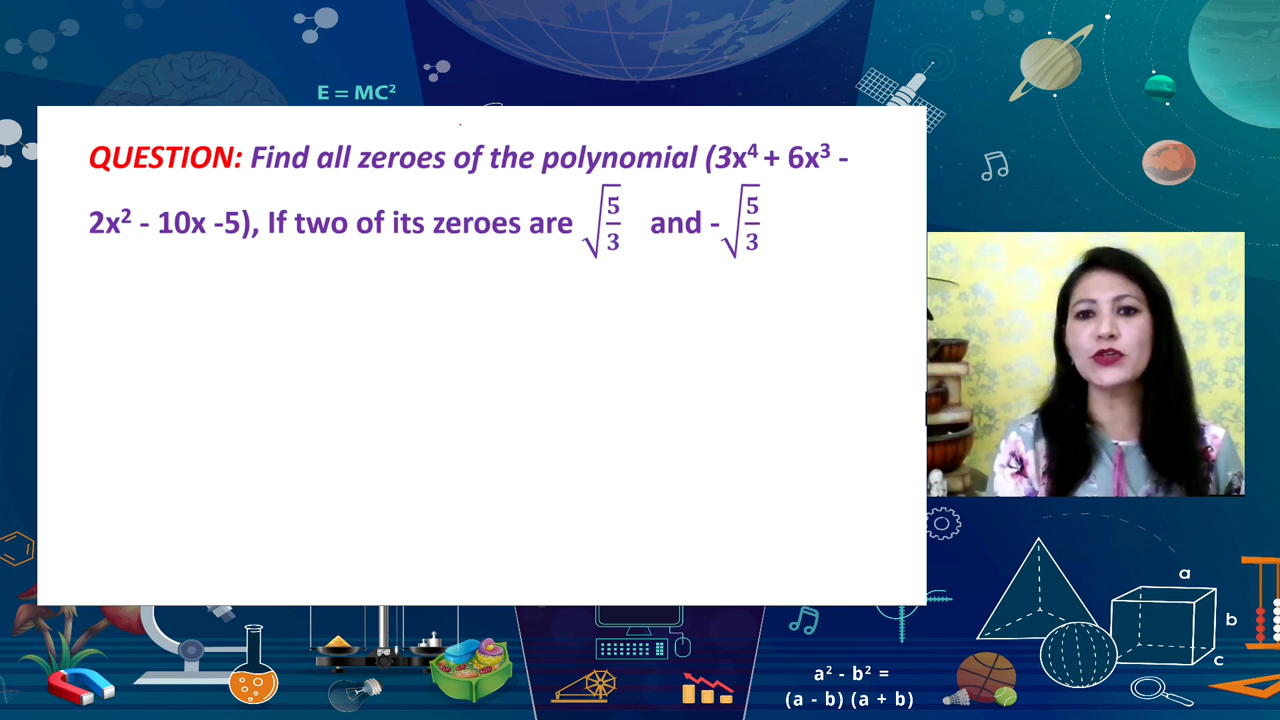 E = MC²
QUESTION: Find all zeroes of the polynomial (3x⁴ + 6x³ -
2x² - 10x -5), If two of its zeroes are √5/3 and -√5/3
a
b
c
a² - b² =
(a - b) (a + b)